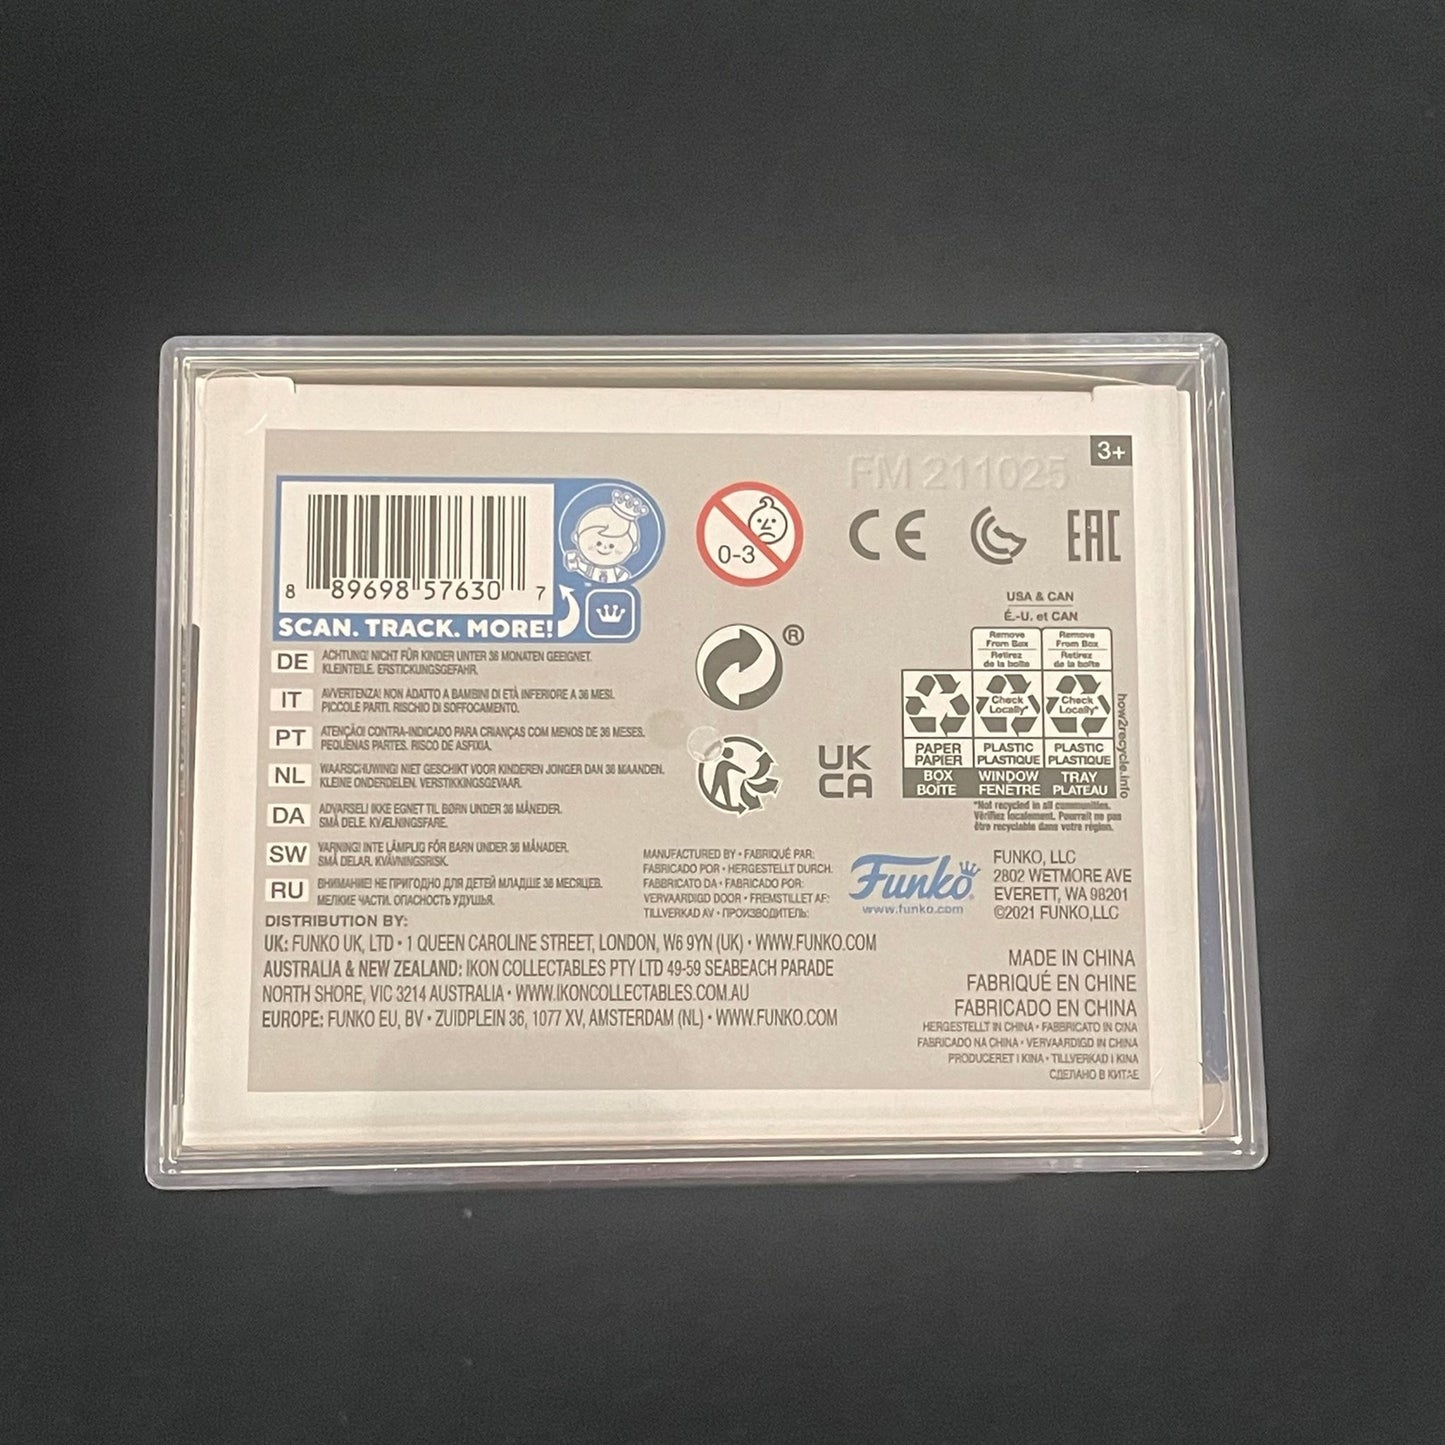 FM 211025
3+
8 89698 57630 7
SCAN. TRACK. MORE!
0-3
CE
EAC
USA & CAN
É.-U. et CAN
Remove From Box
Retirez de la boîte
Remove From Box
Retirez de la boîte
Check Locally*
Check Locally*
PAPER
PAPIER
BOX
BOÎTE
PLASTIC
PLASTIQUE
WINDOW
FENÊTRE
PLASTIC
PLASTIQUE
TRAY
PLATEAU
how2recycle.info
*Not recycled in all communities.
Vérifiez localement. Pourrait ne pas
être recyclable dans votre région.
®
UK
CA
DE ACHTUNG! NICHT FÜR KINDER UNTER 36 MONATEN GEEIGNET.
KLEINTEILE. ERSTICKUNGSGEFAHR.
IT AVVERTENZA! NON ADATTO A BAMBINI DI ETÀ INFERIORE A 36 MESI.
PICCOLE PARTI. RISCHIO DI SOFFOCAMENTO.
PT ATENÇÃO! CONTRA-INDICADO PARA CRIANÇAS COM MENOS DE 36 MESES.
PEQUENAS PARTES. RISCO DE ASFIXIA.
NL WAARSCHUWING! NIET GESCHIKT VOOR KINDEREN JONGER DAN 36 MAANDEN.
KLEINE ONDERDELEN. VERSTIKKINGSGEVAAR.
DA ADVARSEL! IKKE EGNET TIL BØRN UNDER 36 MÅNEDER.
SMÅ DELE. KVÆLNINGSFARE.
SW VARNING! INTE LÄMPLIG FÖR BARN UNDER 36 MÅNADER.
SMÅ DELAR. KVÄVNINGSRISK.
RU ВНИМАНИЕ! НЕ ПРИГОДНО ДЛЯ ДЕТЕЙ МЛАДШЕ 36 МЕСЯЦЕВ.
МЕЛКИЕ ЧАСТИ. ОПАСНОСТЬ УДУШЬЯ.
MANUFACTURED BY • FABRIQUÉ PAR:
FABRICADO POR • HERGESTELLT DURCH:
FABBRICATO DA • FABRICADO POR:
VERVAARDIGD DOOR • FREMSTILLET AF:
TILLVERKAD AV • ПРОИЗВОДИТЕЛЬ:
Funko
www.funko.com
FUNKO, LLC
2802 WETMORE AVE
EVERETT, WA 98201
©2021 FUNKO,LLC
DISTRIBUTION BY:
UK: FUNKO UK, LTD • 1 QUEEN CAROLINE STREET, LONDON, W6 9YN (UK) • WWW.FUNKO.COM
AUSTRALIA & NEW ZEALAND: IKON COLLECTABLES PTY LTD 49-59 SEABEACH PARADE
NORTH SHORE, VIC 3214 AUSTRALIA • WWW.IKONCOLLECTABLES.COM.AU
EUROPE: FUNKO EU, BV • ZUIDPLEIN 36, 1077 XV, AMSTERDAM (NL) • WWW.FUNKO.COM
MADE IN CHINA
FABRIQUÉ EN CHINE
FABRICADO EN CHINA
HERGESTELLT IN CHINA • FABBRICATO IN CINA
FABRICADO NA CHINA • VERVAARDIGD IN CHINA
PRODUCERET I KINA • TILLVERKAD I KINA
СДЕЛАНО В КИТАЕ